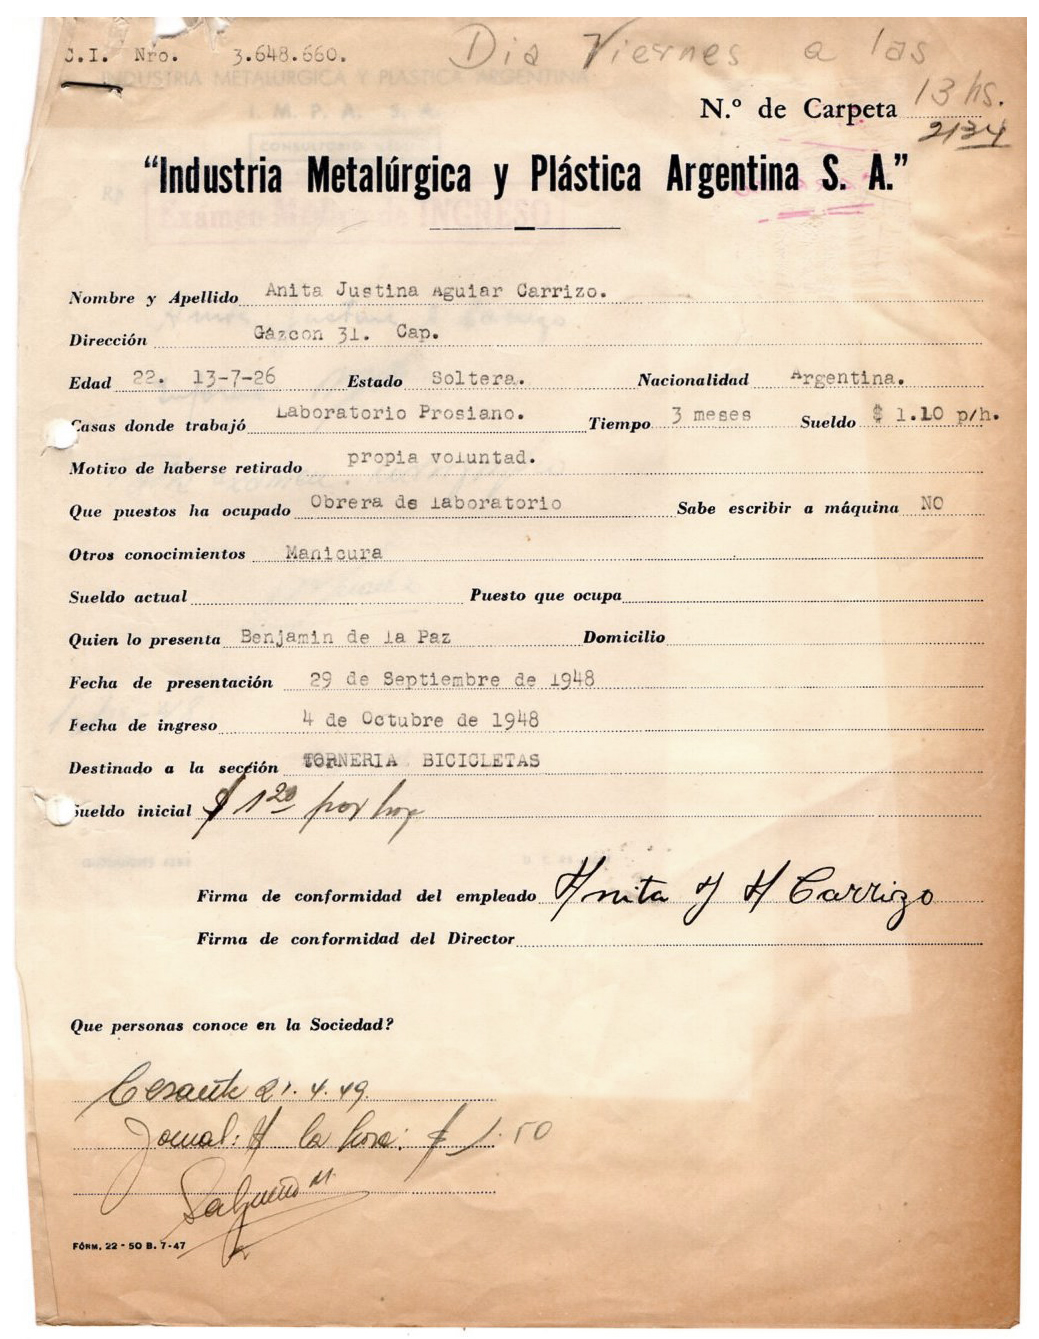 C.I. Nro. 3.648.660.
Dia Viernes a las
13 hs.
N.º de Carpeta 2134
“Industria Metalúrgica y Plástica Argentina S. A.”
Nombre y Apellido Anita Justina Aguiar Carrizo.
Dirección Gazcon 31. Cap.
Edad 22. 13-7-26 Estado Soltera. Nacionalidad Argentina.
Casas donde trabajó Laboratorio Prosiano. Tiempo 3 meses Sueldo $ 1.10 p/h.
Motivo de haberse retirado propia voluntad.
Que puestos ha ocupado Obrera de laboratorio Sabe escribir a máquina NO
Otros conocimientos Manicura
Sueldo actual Puesto que ocupa
Quien lo presenta Benjamin de la Paz Domicilio
Fecha de presentación 29 de Septiembre de 1948
Fecha de ingreso 4 de Octubre de 1948
Destinado a la sección TORNERIA BICICLETAS
Sueldo inicial $ 1.20 por
Firma de conformidad del empleado Anita J A Carrizo
Firma de conformidad del Director
Que personas conoce en la Sociedad?
Cesante 21.4.49.
Jornal: A la hora: $ 1.50
FÓRM. 22 - 50 B. 7-47